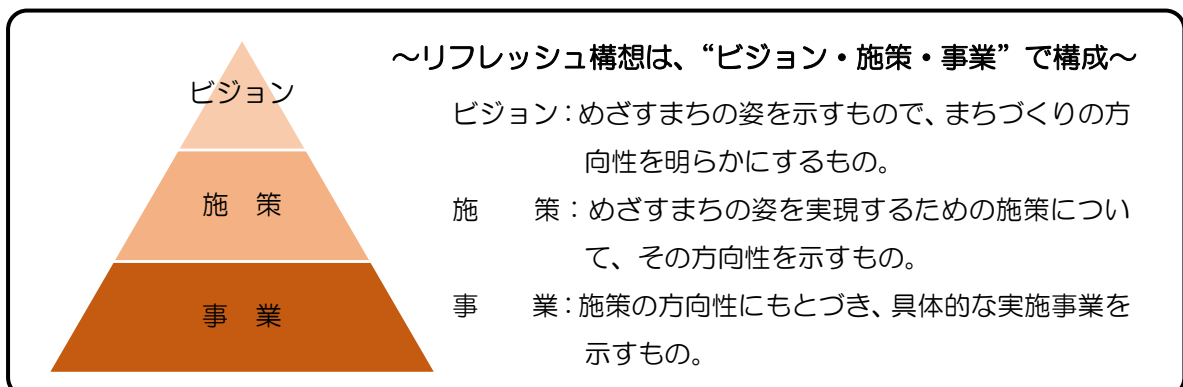 ～リフレッシュ構想は、“ビジョン・施策・事業”で構成～
ビジョン
施　策
事　業
ビジョン：めざすまちの姿を示すもので、まちづくりの方
向性を明らかにするもの。
施　　策：めざすまちの姿を実現するための施策につい
て、その方向性を示すもの。
事　　業：施策の方向性にもとづき、具体的な実施事業を
示すもの。